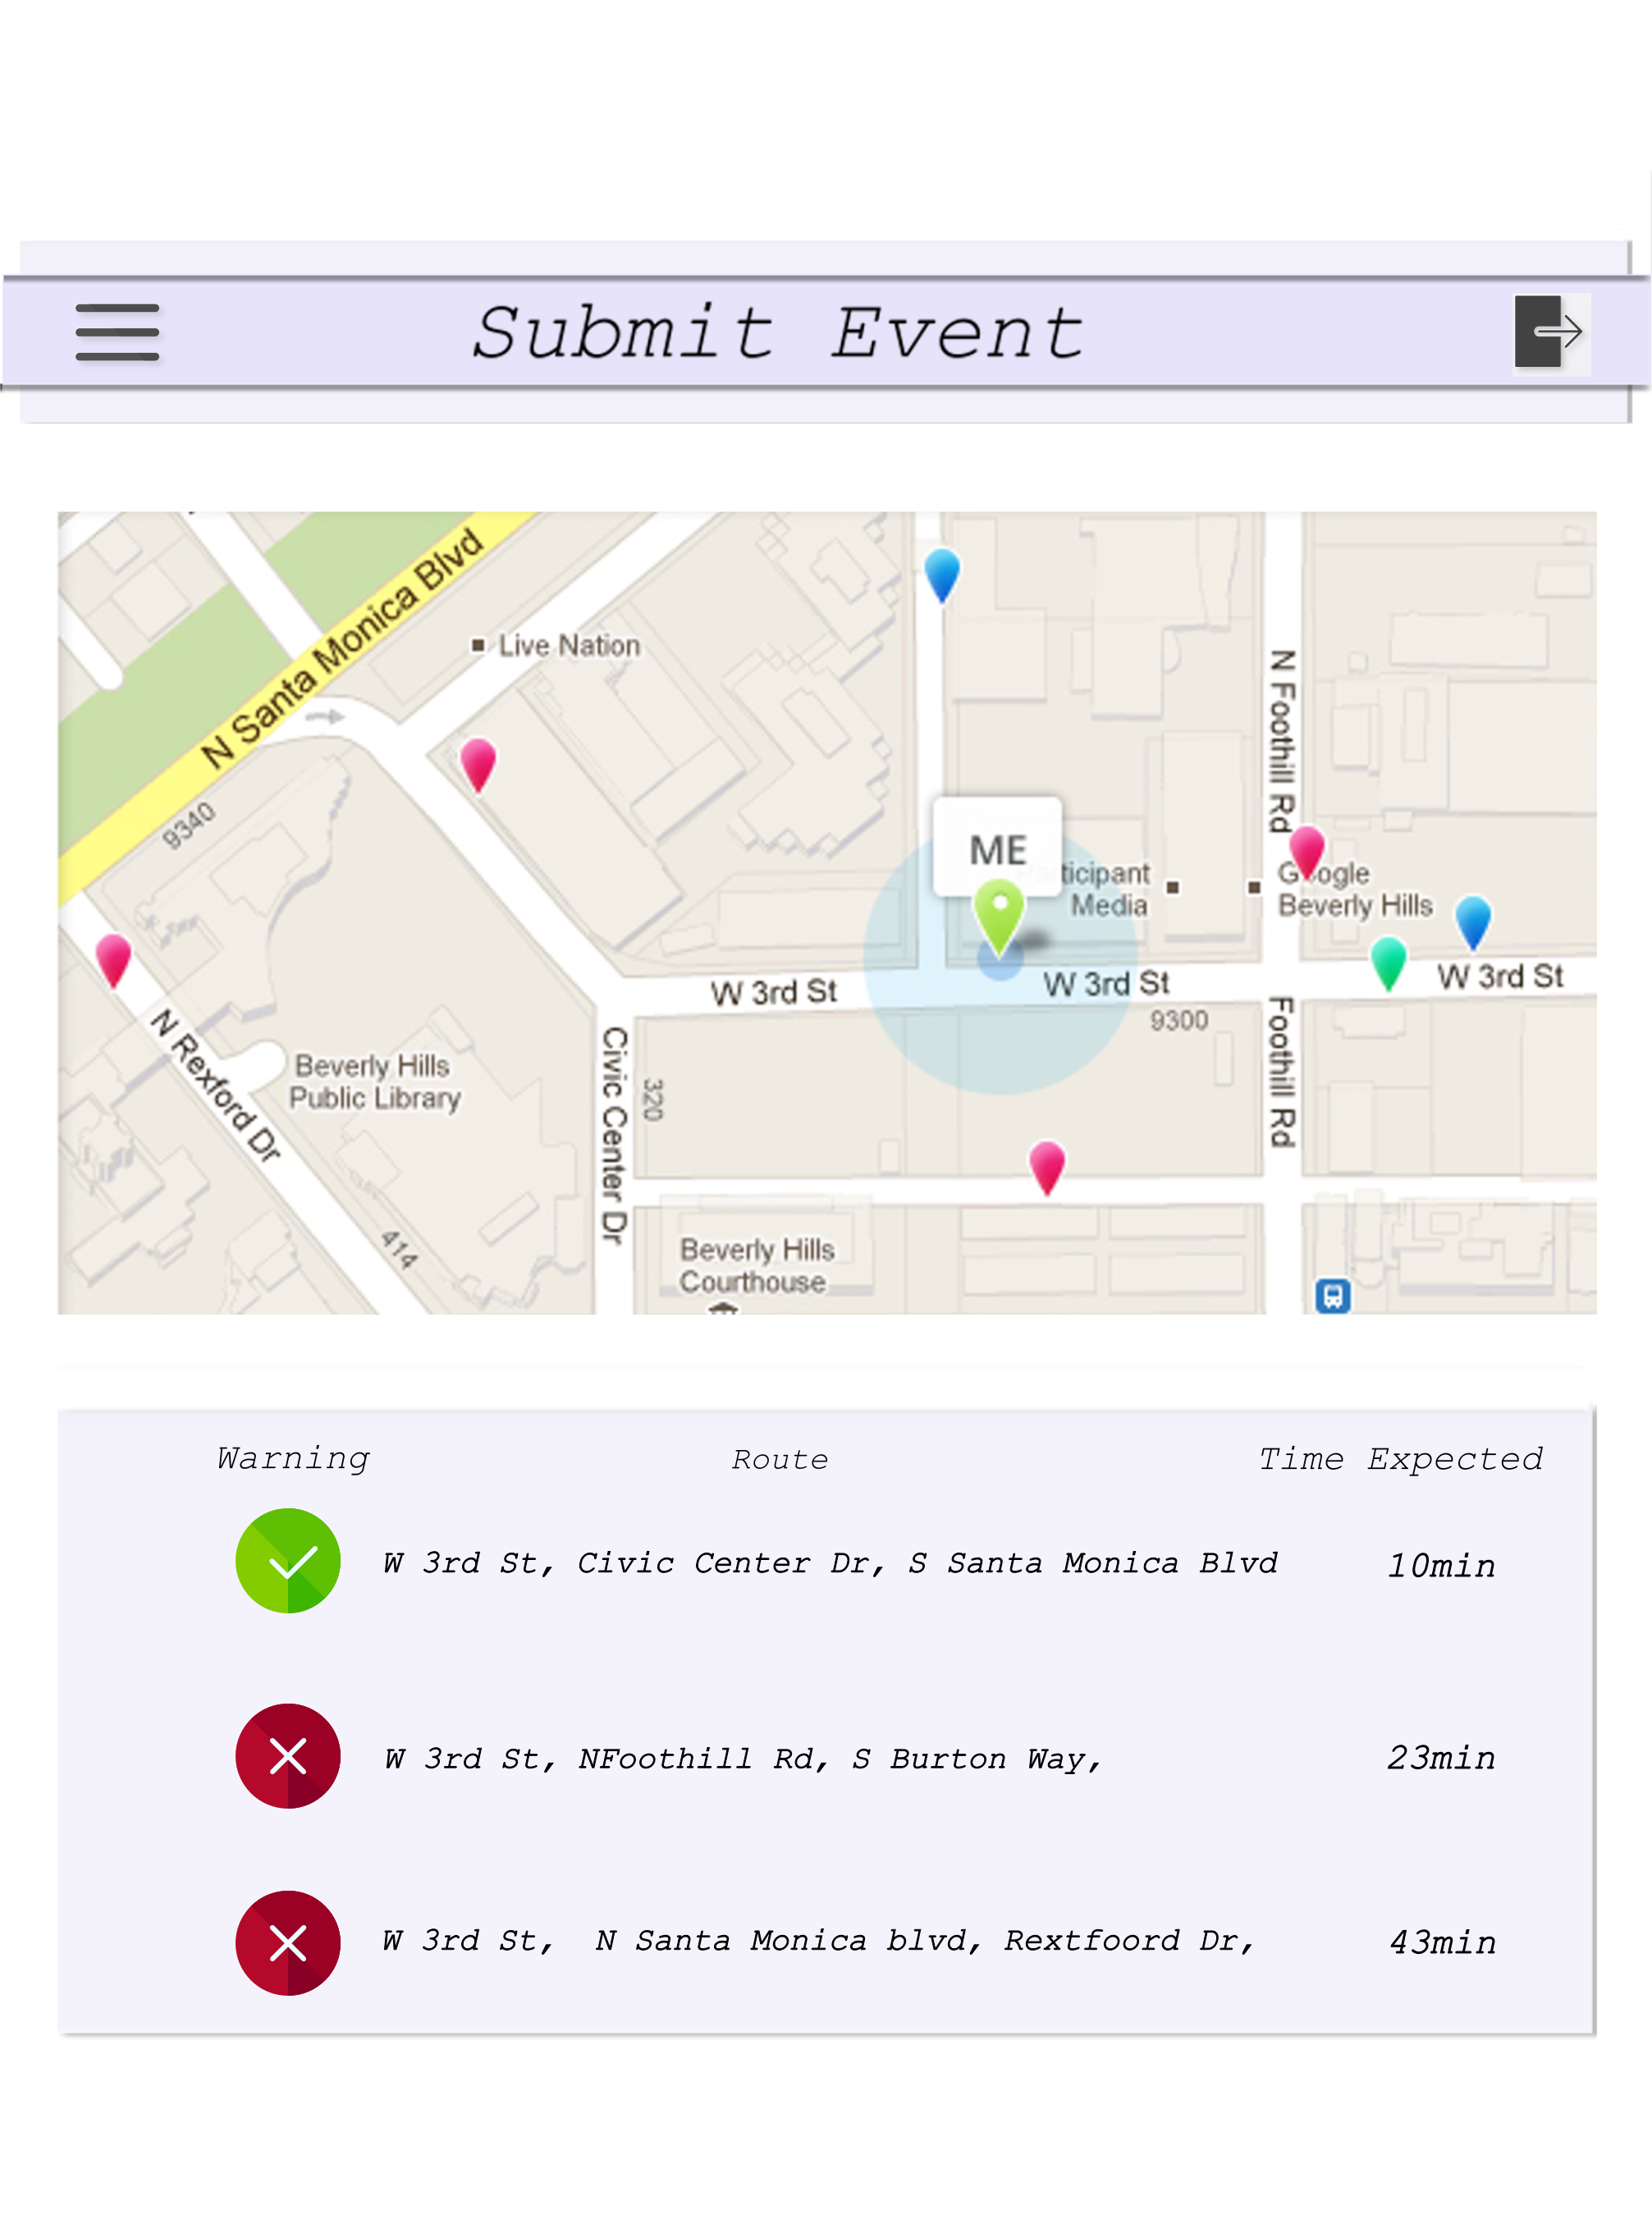 Submit Event
N Santa Monica Blvd
Live Nation
9340
N Foothill Rd
ME
Participant
Media
Google
Beverly Hills
W 3rd St
W 3rd St
W 3rd St
9300
N Rexford Dr
Beverly Hills
Public Library
Civic Center Dr
320
Foothill Rd
414
Beverly Hills
Courthouse
Warning Route Time Expected
W 3rd St, Civic Center Dr, S Santa Monica Blvd 10min
W 3rd St, NFoothill Rd, S Burton Way, 23min
W 3rd St, N Santa Monica blvd, Rextfoord Dr, 43min